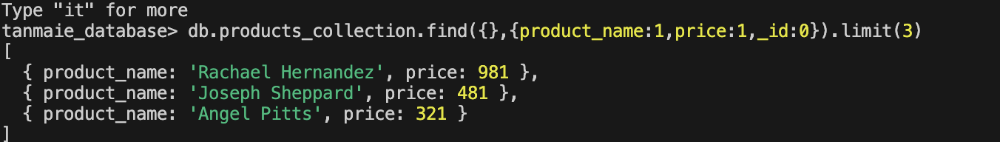 Type "it" for more
tanmaie_database> db.products_collection.find({},{product_name:1,price:1,_id:0}).limit(3)
[
  { product_name: 'Rachael Hernandez', price: 981 },
  { product_name: 'Joseph Sheppard', price: 481 },
  { product_name: 'Angel Pitts', price: 321 }
]